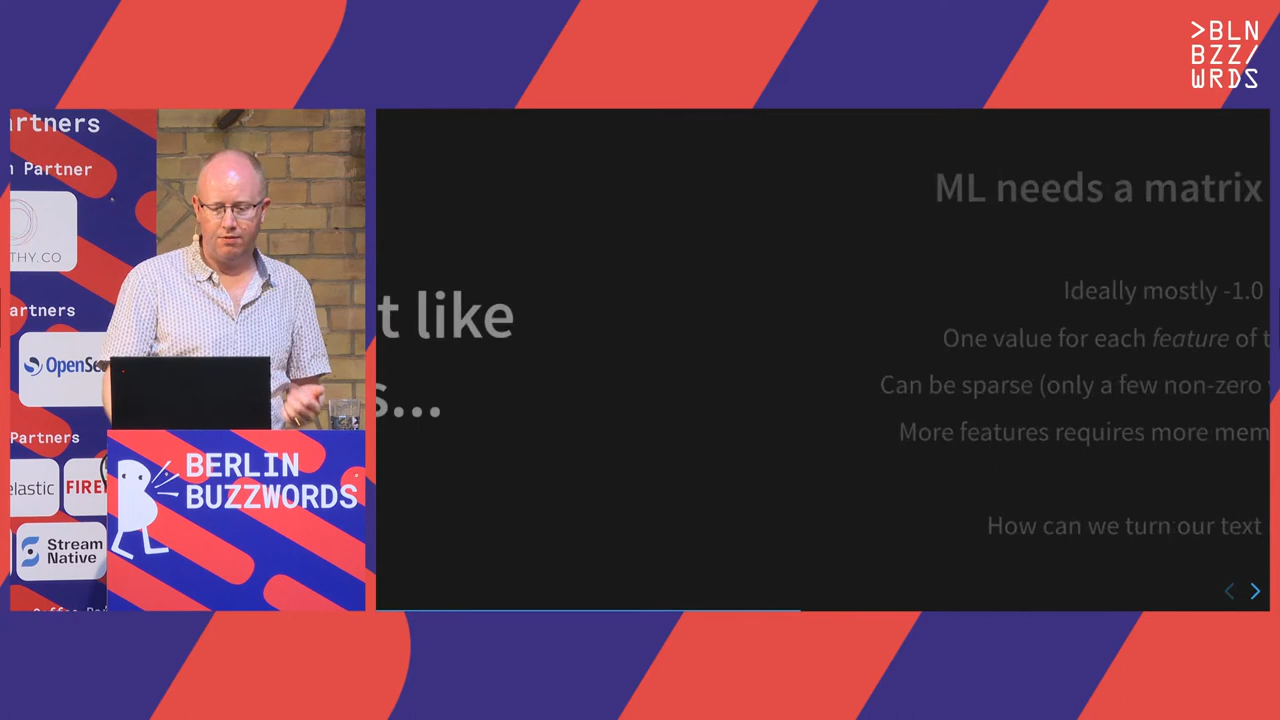 >BLN
BZZ/
WRDS
artners
Partner
THY.CO
artners
OpenSe
Partners
elastic
FIRE
Stream
Native
BERLIN
BUZZWORDS
t like
s...
ML needs a matrix
Ideally mostly -1.0
One value for each feature of t
Can be sparse (only a few non-zero
More features requires more mem
How can we turn our text